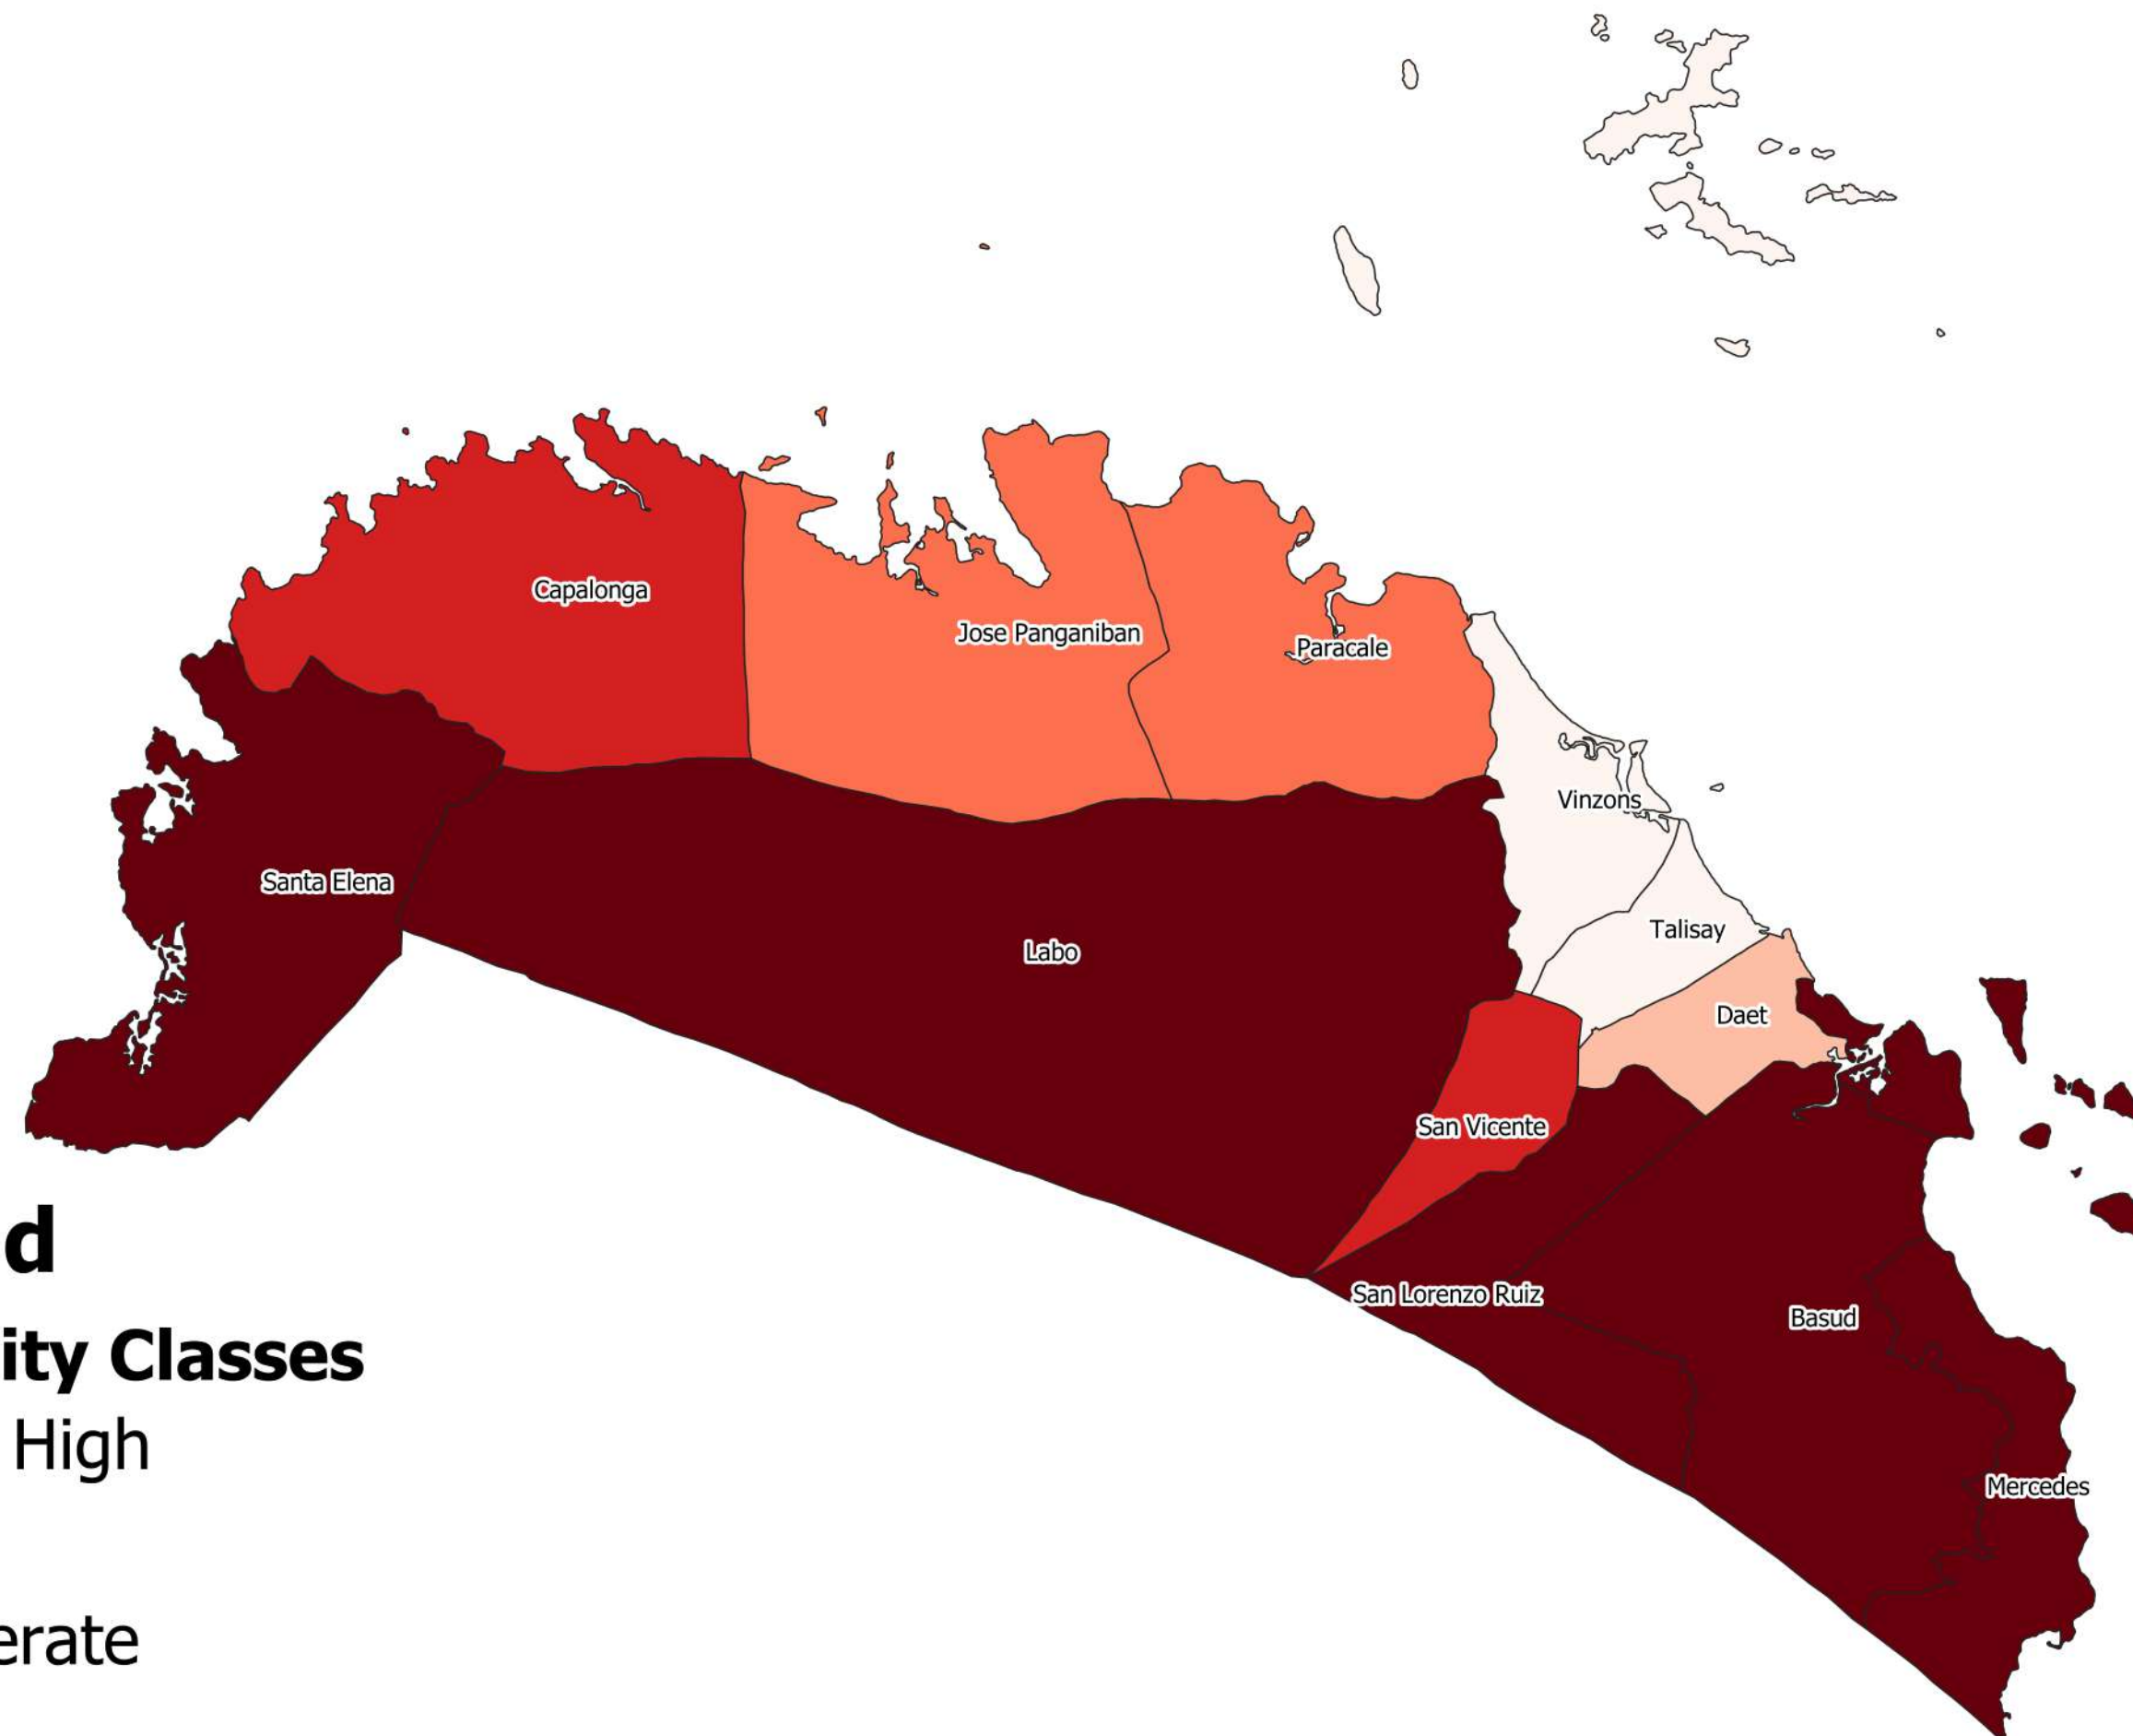 Capalonga
Jose Panganiban
Paracale
Vinzons
Santa Elena
Talisay
Labo
Daet
San Vicente
d
San Lorenzo Ruiz
Basud
ity Classes
High
Mercedes
erate